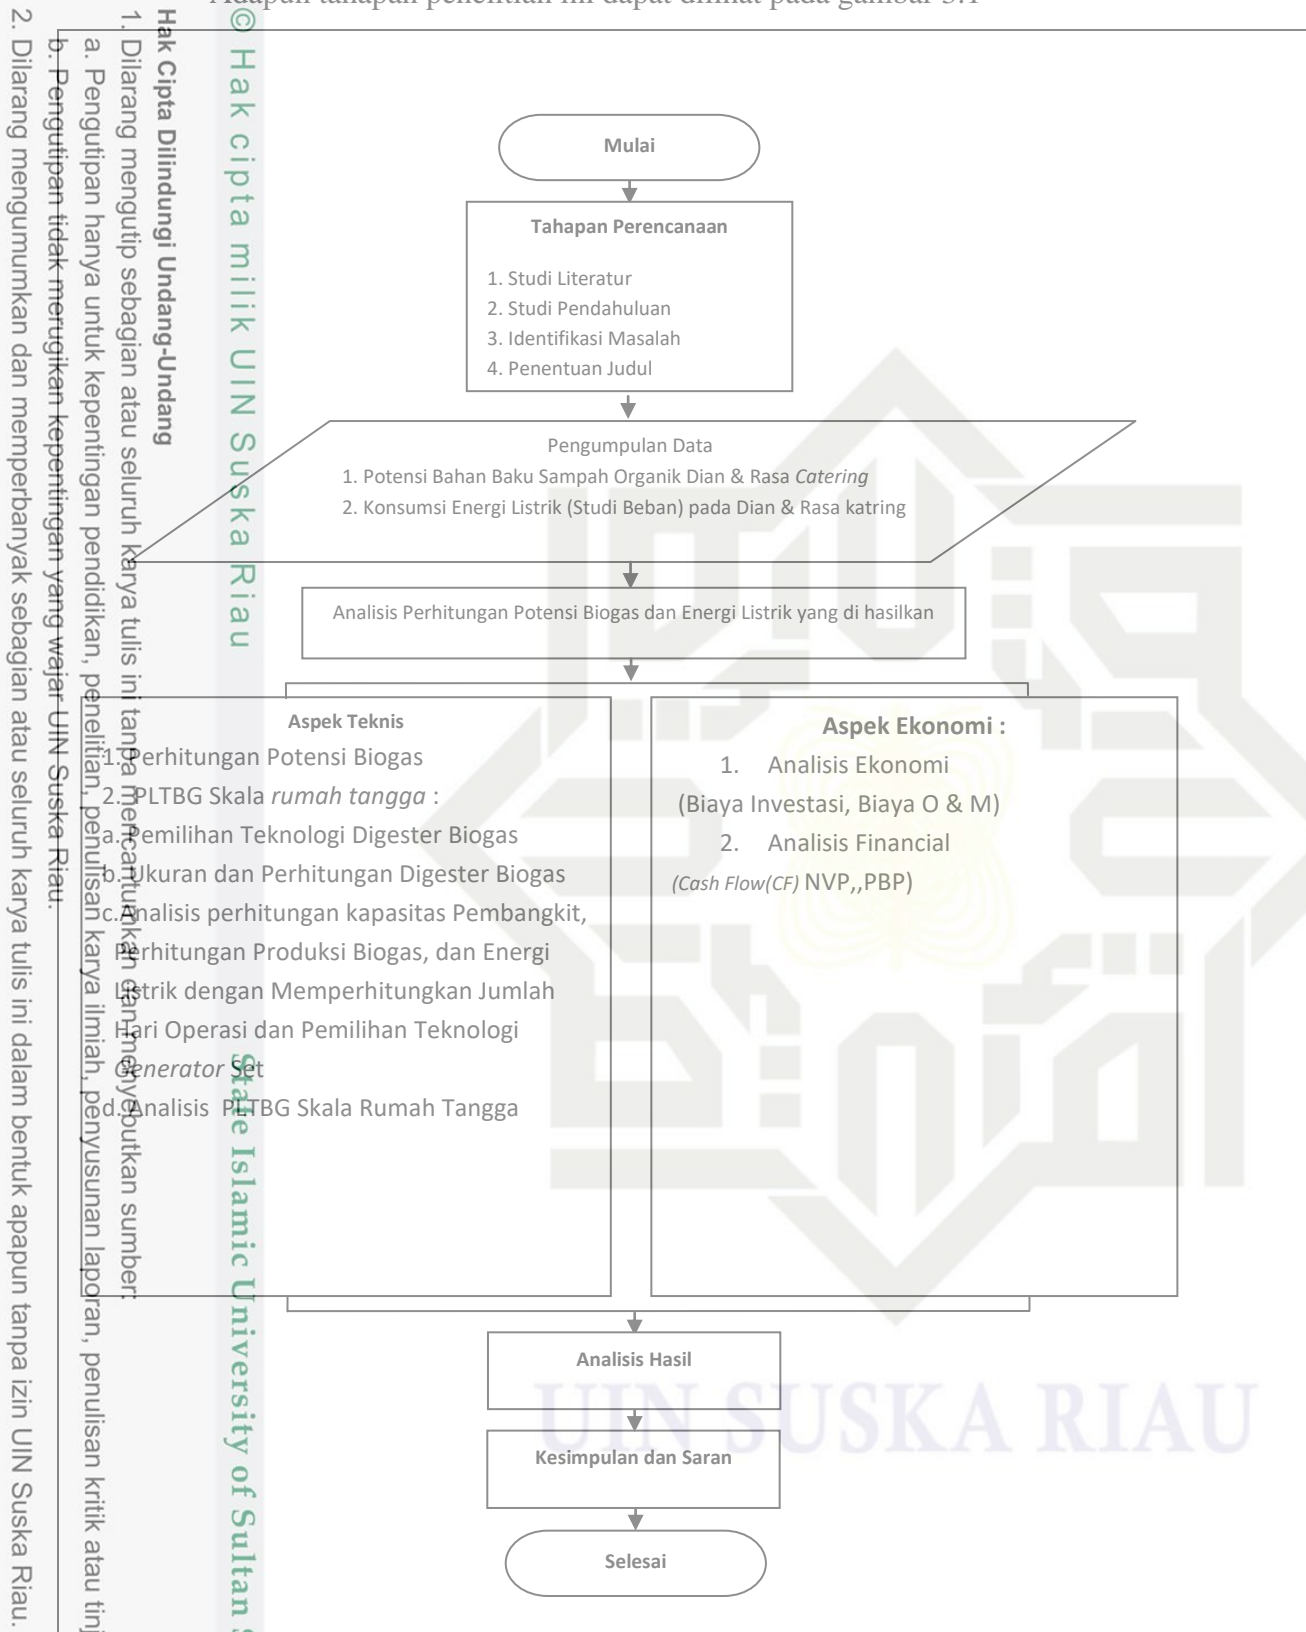 Adapun tahapan penelitian ini dapat dilihat pada gambar 3.1
Mulai
Tahapan Perencanaan
1. Studi Literatur
2. Studi Pendahuluan
3. Identifikasi Masalah
4. Penentuan Judul
Pengumpulan Data
1. Potensi Bahan Baku Sampah Organik Dian & Rasa Catering
2. Konsumsi Energi Listrik (Studi Beban) pada Dian & Rasa katring
Analisis Perhitungan Potensi Biogas dan Energi Listrik yang di hasilkan
Aspek Teknis
1. Perhitungan Potensi Biogas
2. PLTBG Skala rumah tangga :
a. Pemilihan Teknologi Digester Biogas
b. Ukuran dan Perhitungan Digester Biogas
c. Analisis perhitungan kapasitas Pembangkit,
Perhitungan Produksi Biogas, dan Energi
Listrik dengan Memperhitungkan Jumlah
Hari Operasi dan Pemilihan Teknologi
Generator Set
d. Analisis PLTBG Skala Rumah Tangga
Aspek Ekonomi :
1. Analisis Ekonomi
(Biaya Investasi, Biaya O & M)
2. Analisis Financial
(Cash Flow(CF) NVP,,PBP)
Analisis Hasil
Kesimpulan dan Saran
Selesai
© Hak cipta milik UIN Suska Riau
State Islamic University of Sultan S
Hak Cipta Dilindungi Undang-Undang
1. Dilarang mengutip sebagian atau seluruh karya tulis ini tanpa mencantumkan dan menyebutkan sumber:
a. Pengutipan hanya untuk kepentingan pendidikan, penelitian, penulisan karya ilmiah, penyusunan laporan, penulisan kritik atau tinj
b. Pengutipan tidak merugikan kepentingan yang wajar UIN Suska Riau.
2. Dilarang mengumumkan dan memperbanyak sebagian atau seluruh karya tulis ini dalam bentuk apapun tanpa izin UIN Suska Riau.
UIN SUSKA RIAU